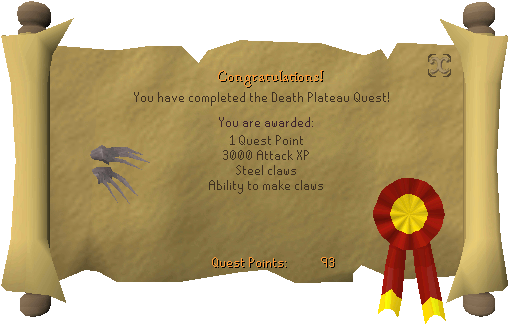 Congratulations!
You have completed the Death Plateau Quest!
You are awarded:
1 Quest Point
3000 Attack XP
Steel claws
Ability to make claws
Quest Points: 93